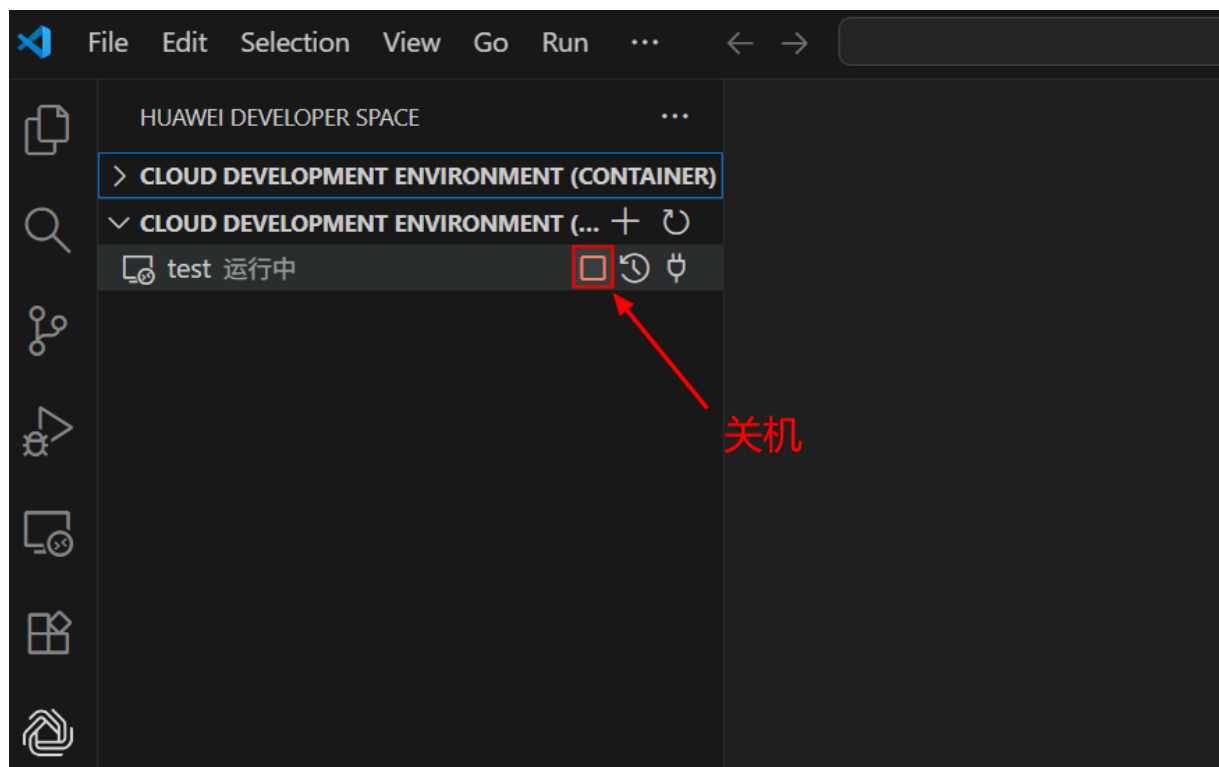 File Edit Selection View Go Run ···
HUAWEI DEVELOPER SPACE ···
CLOUD DEVELOPMENT ENVIRONMENT (CONTAINER)
CLOUD DEVELOPMENT ENVIRONMENT (...
test 运行中
关机